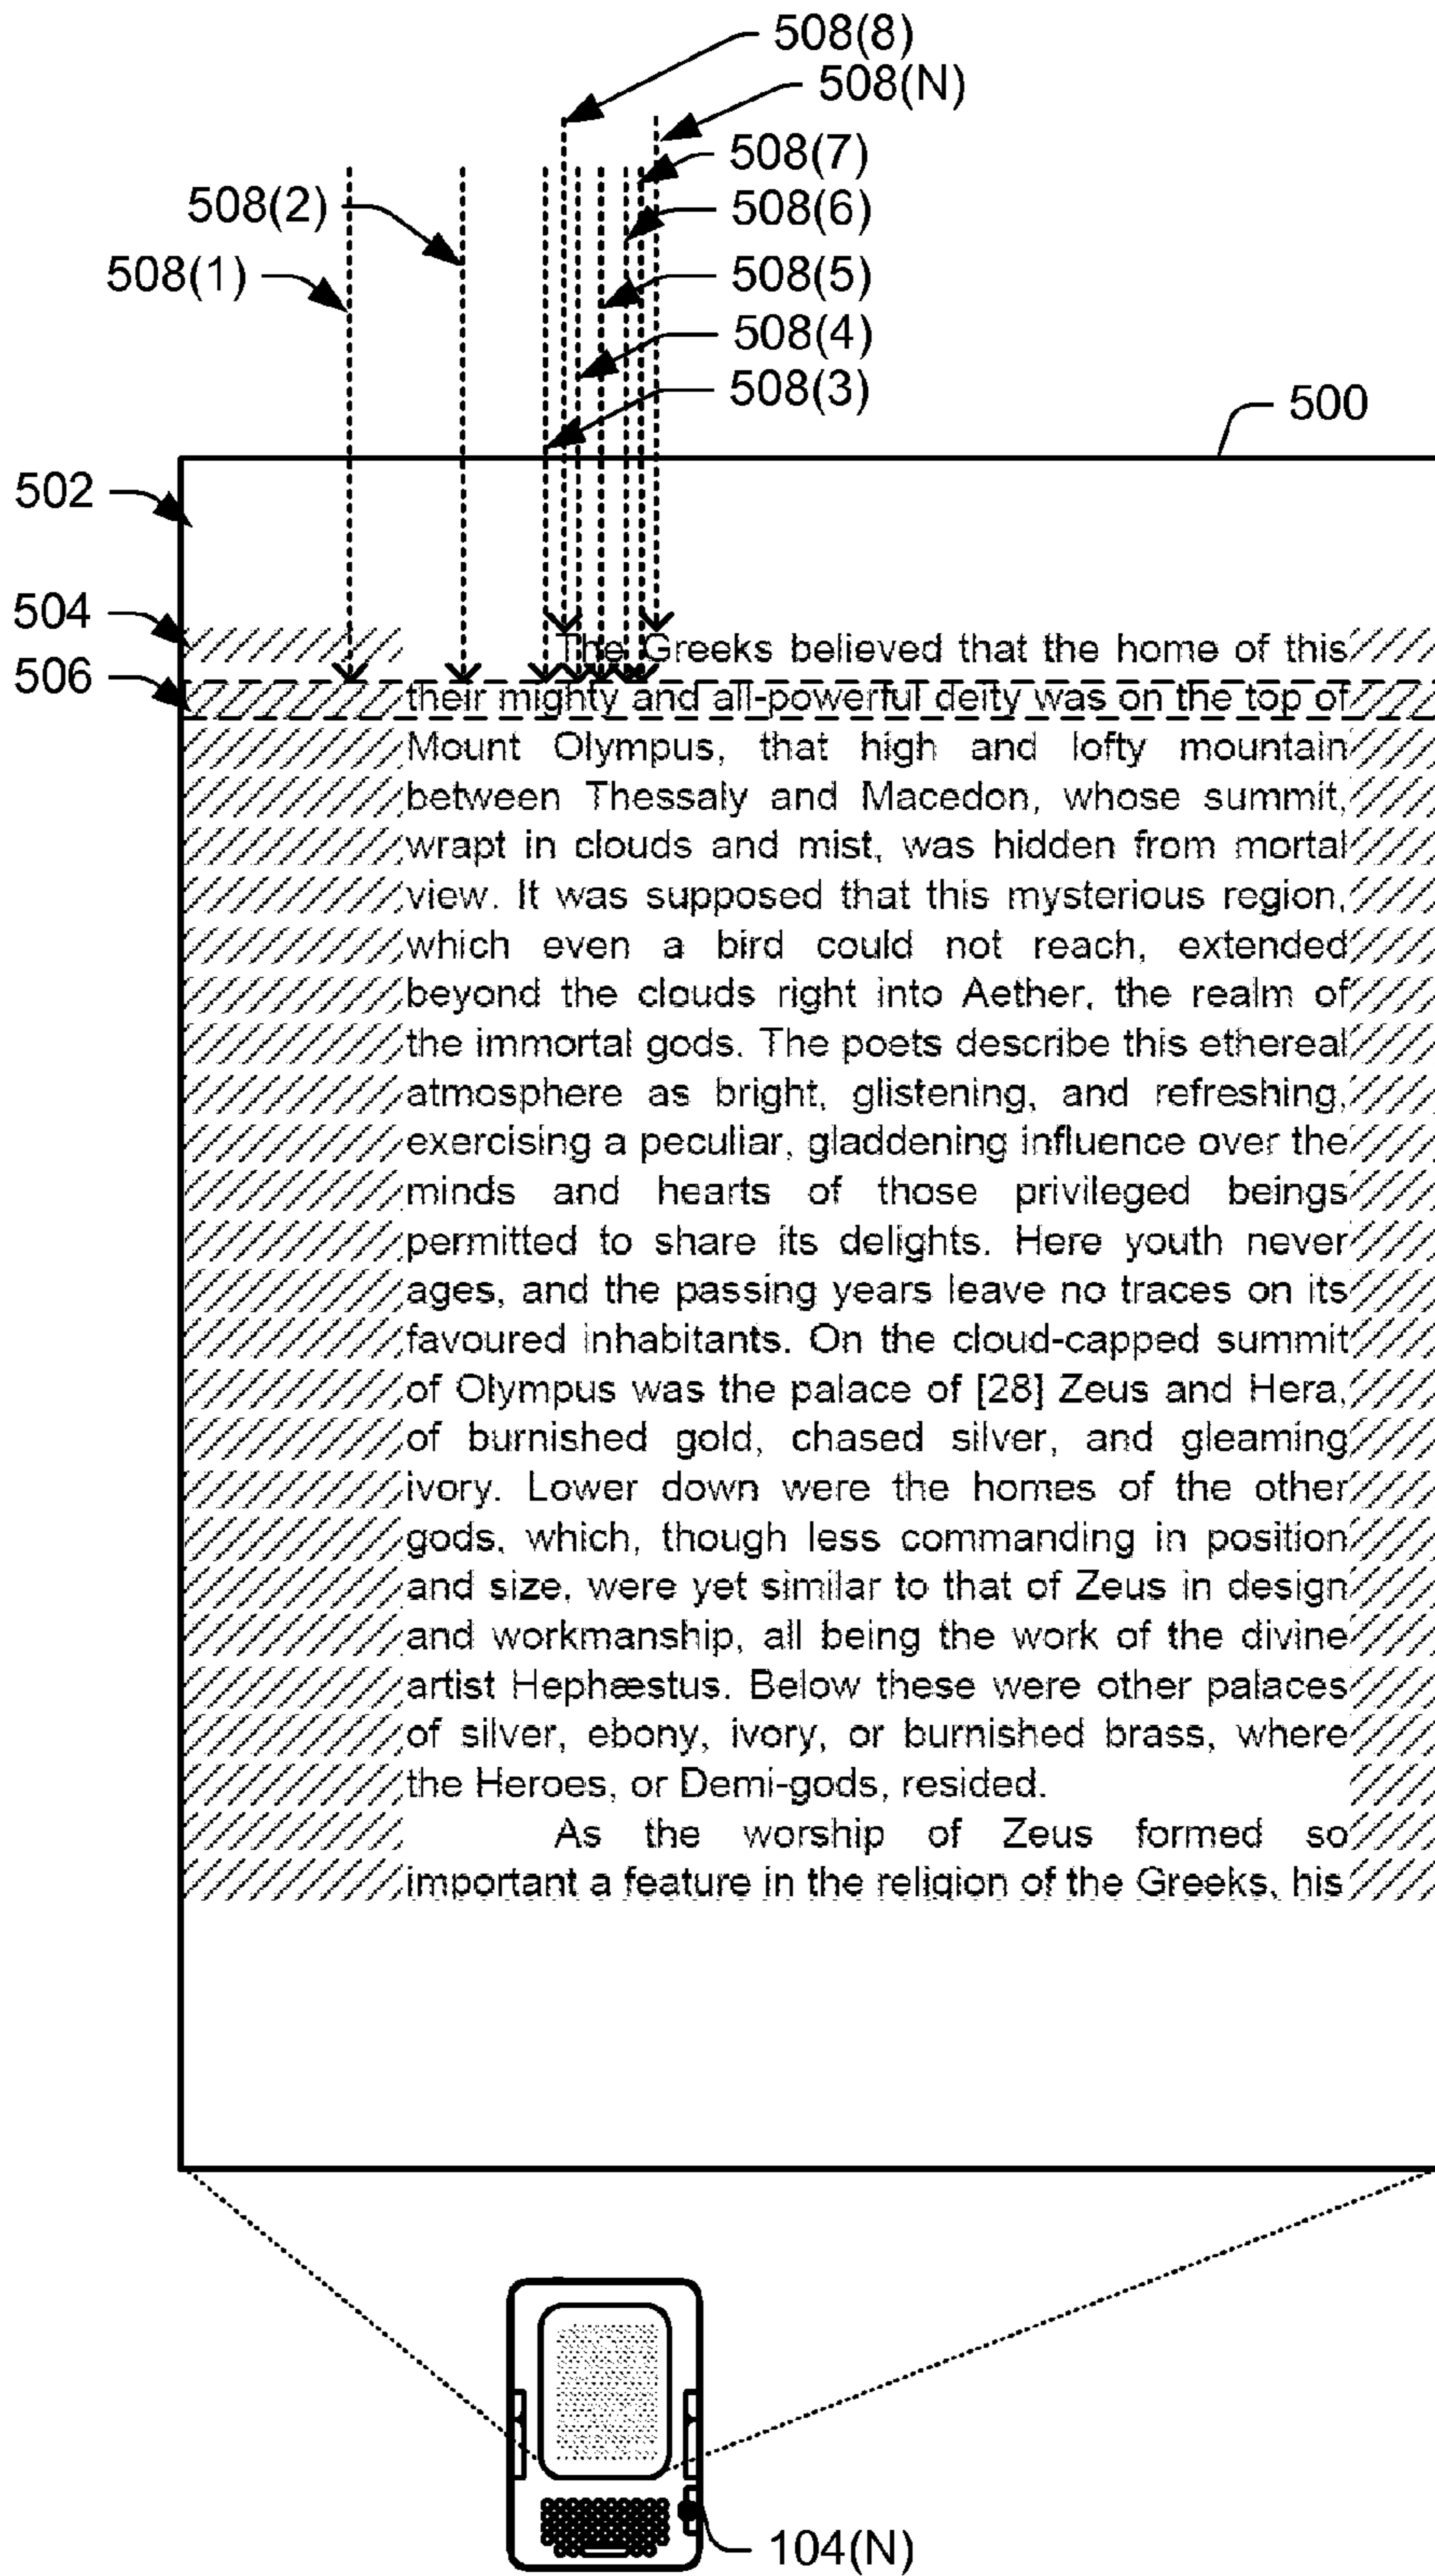 508(8)
508(N)
508(7)
508(2)
508(6)
508(1)
508(5)
508(4)
508(3)
500
502
504
506
The Greeks believed that the home of this
their mighty and all-powerful deity was on the top of
Mount Olympus, that high and lofty mountain
between Thessaly and Macedon, whose summit,
wrapt in clouds and mist, was hidden from mortal
view. It was supposed that this mysterious region,
which even a bird could not reach, extended
beyond the clouds right into Aether, the realm of
the immortal gods. The poets describe this ethereal
atmosphere as bright, glistening, and refreshing,
exercising a peculiar, gladdening influence over the
minds and hearts of those privileged beings
permitted to share its delights. Here youth never
ages, and the passing years leave no traces on its
favoured inhabitants. On the cloud-capped summit
of Olympus was the palace of [28] Zeus and Hera,
of burnished gold, chased silver, and gleaming
ivory. Lower down were the homes of the other
gods, which, though less commanding in position
and size, were yet similar to that of Zeus in design
and workmanship, all being the work of the divine
artist Hephæstus. Below these were other palaces
of silver, ebony, ivory, or burnished brass, where
the Heroes, or Demi-gods, resided.
As the worship of Zeus formed so
important a feature in the religion of the Greeks, his
104(N)